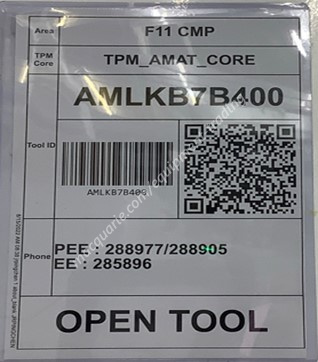 Area F11 CMP
TPM Core TPM_AMAT_CORE
AMLKB7B400
Tool ID
AMLKB7B400
PEE : 288977/288905
Phone
EE : 285896
OPEN TOOL